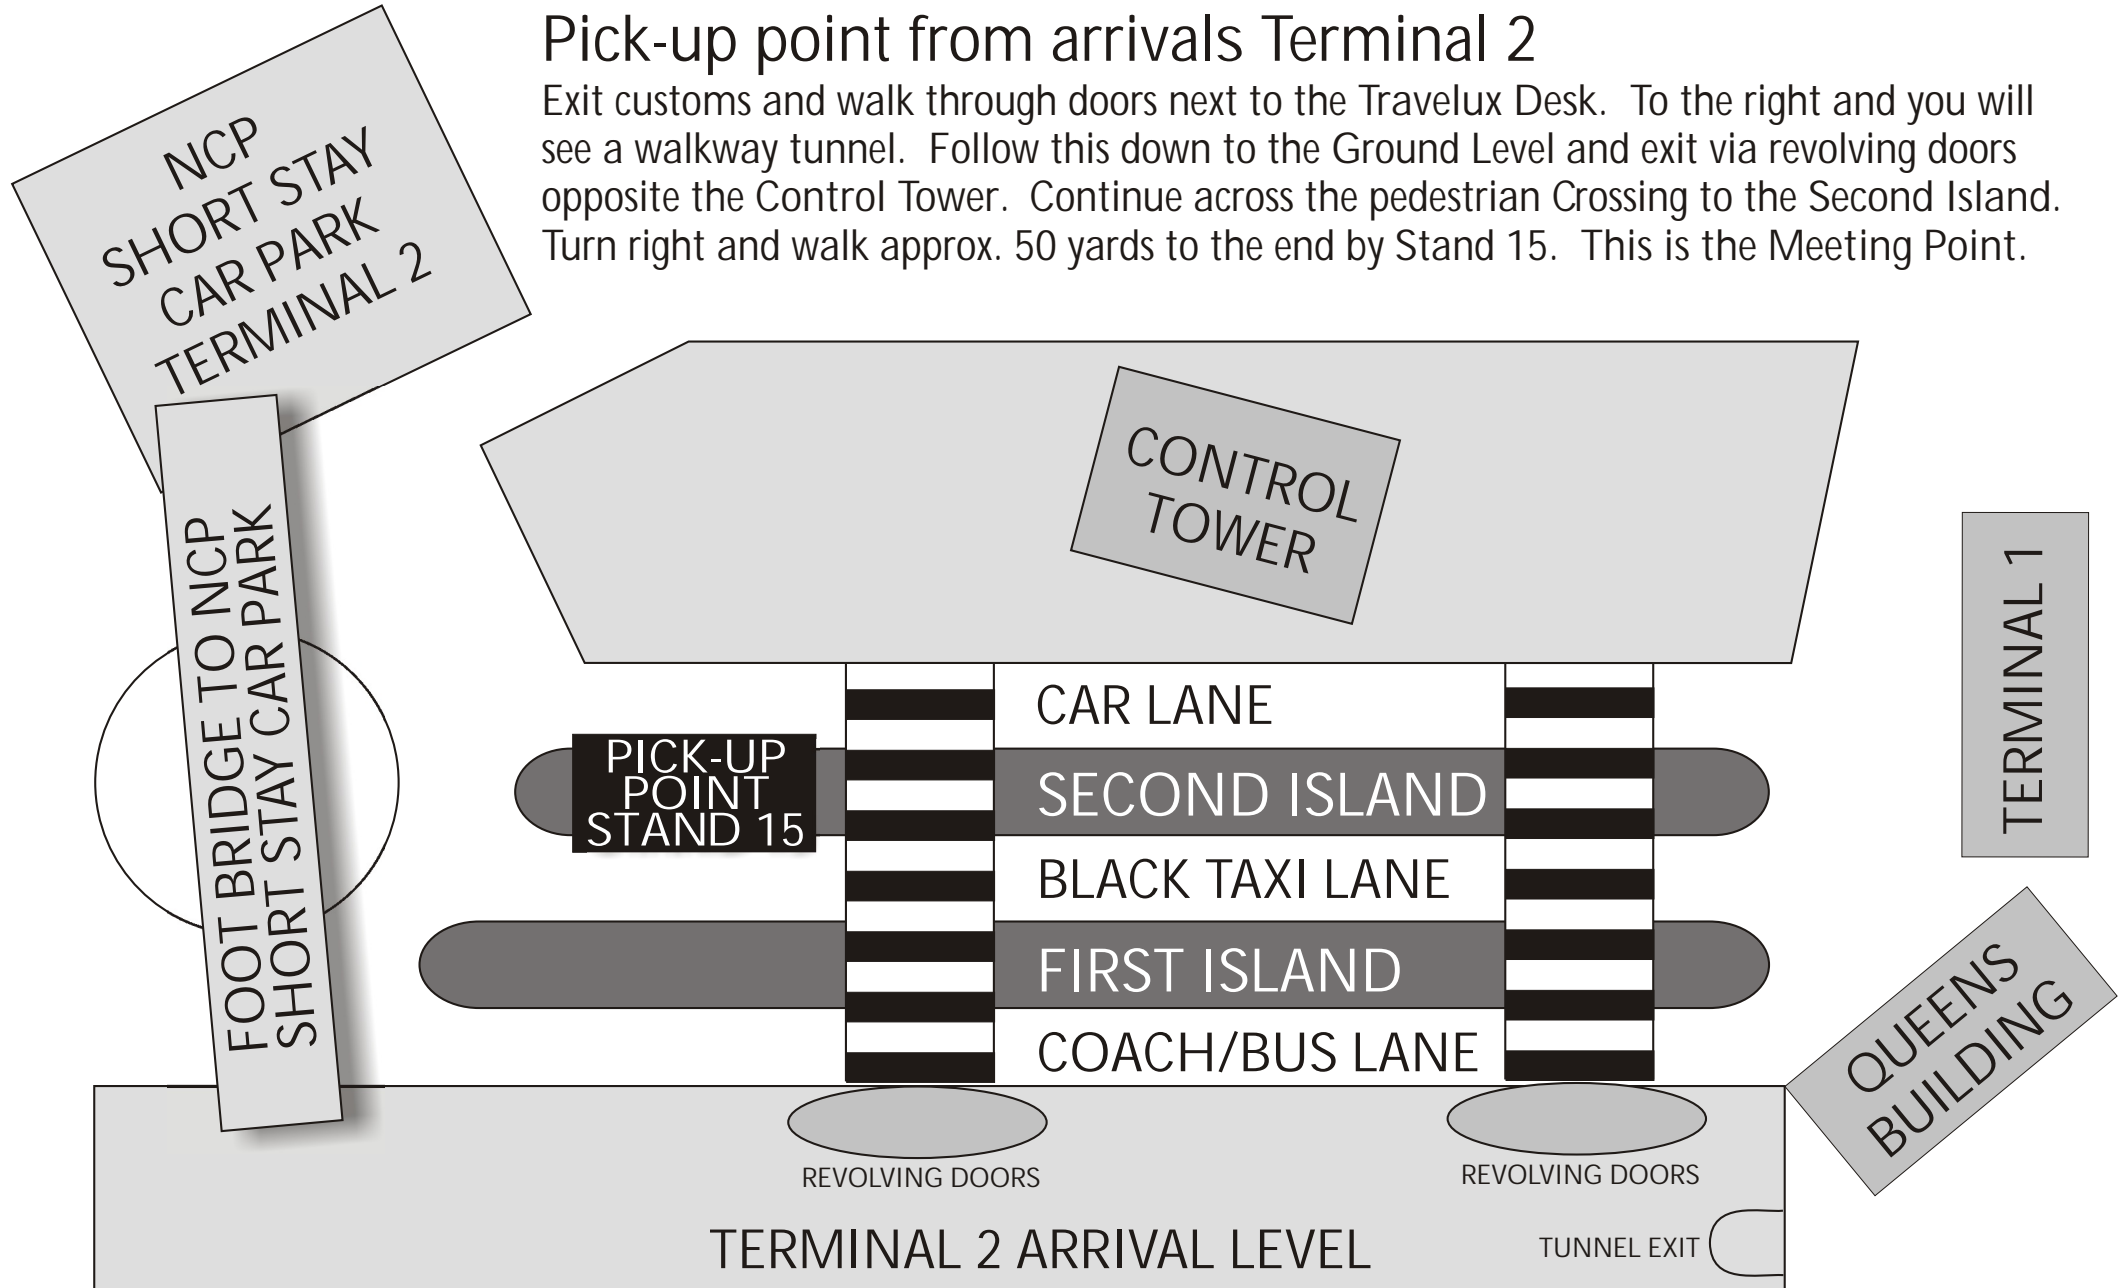 Pick-up point from arrivals Terminal 2
Exit customs and walk through doors next to the Travelux Desk. To the right and you will
see a walkway tunnel. Follow this down to the Ground Level and exit via revolving doors
opposite the Control Tower. Continue across the pedestrian Crossing to the Second Island.
Turn right and walk approx. 50 yards to the end by Stand 15. This is the Meeting Point.
NCP
SHORT STAY
CAR PARK
TERMINAL 2
CONTROL
TOWER
FOOT BRIDGE TO NCP
SHORT STAY CAR PARK
TERMINAL 1
CAR LANE
PICK-UP
POINT
STAND 15
SECOND ISLAND
BLACK TAXI LANE
FIRST ISLAND
COACH/BUS LANE
QUEENS
BUILDING
REVOLVING DOORS
REVOLVING DOORS
TERMINAL 2 ARRIVAL LEVEL
TUNNEL EXIT